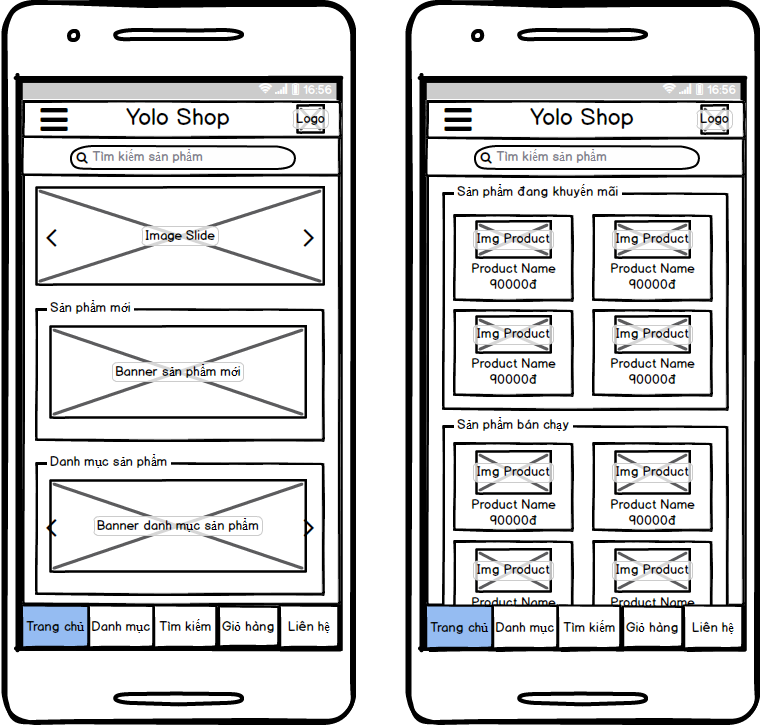 16:56
Yolo Shop
Logo
Tìm kiếm sản phẩm
Image Slide
Sản phẩm mới
Banner sản phẩm mới
Danh mục sản phẩm
Banner danh mục sản phẩm
Trang chủ Danh mục Tìm kiếm Giỏ hàng Liên hệ
16:56
Yolo Shop
Logo
Tìm kiếm sản phẩm
Sản phẩm đang khuyến mãi
Img Product Img Product
Product Name Product Name
90000đ 90000đ
Img Product Img Product
Product Name Product Name
90000đ 90000đ
Sản phẩm bán chạy
Img Product Img Product
Product Name Product Name
90000đ 90000đ
Img Product Img Product
Product Name Product Name
Trang chủ Danh mục Tìm kiếm Giỏ hàng Liên hệ